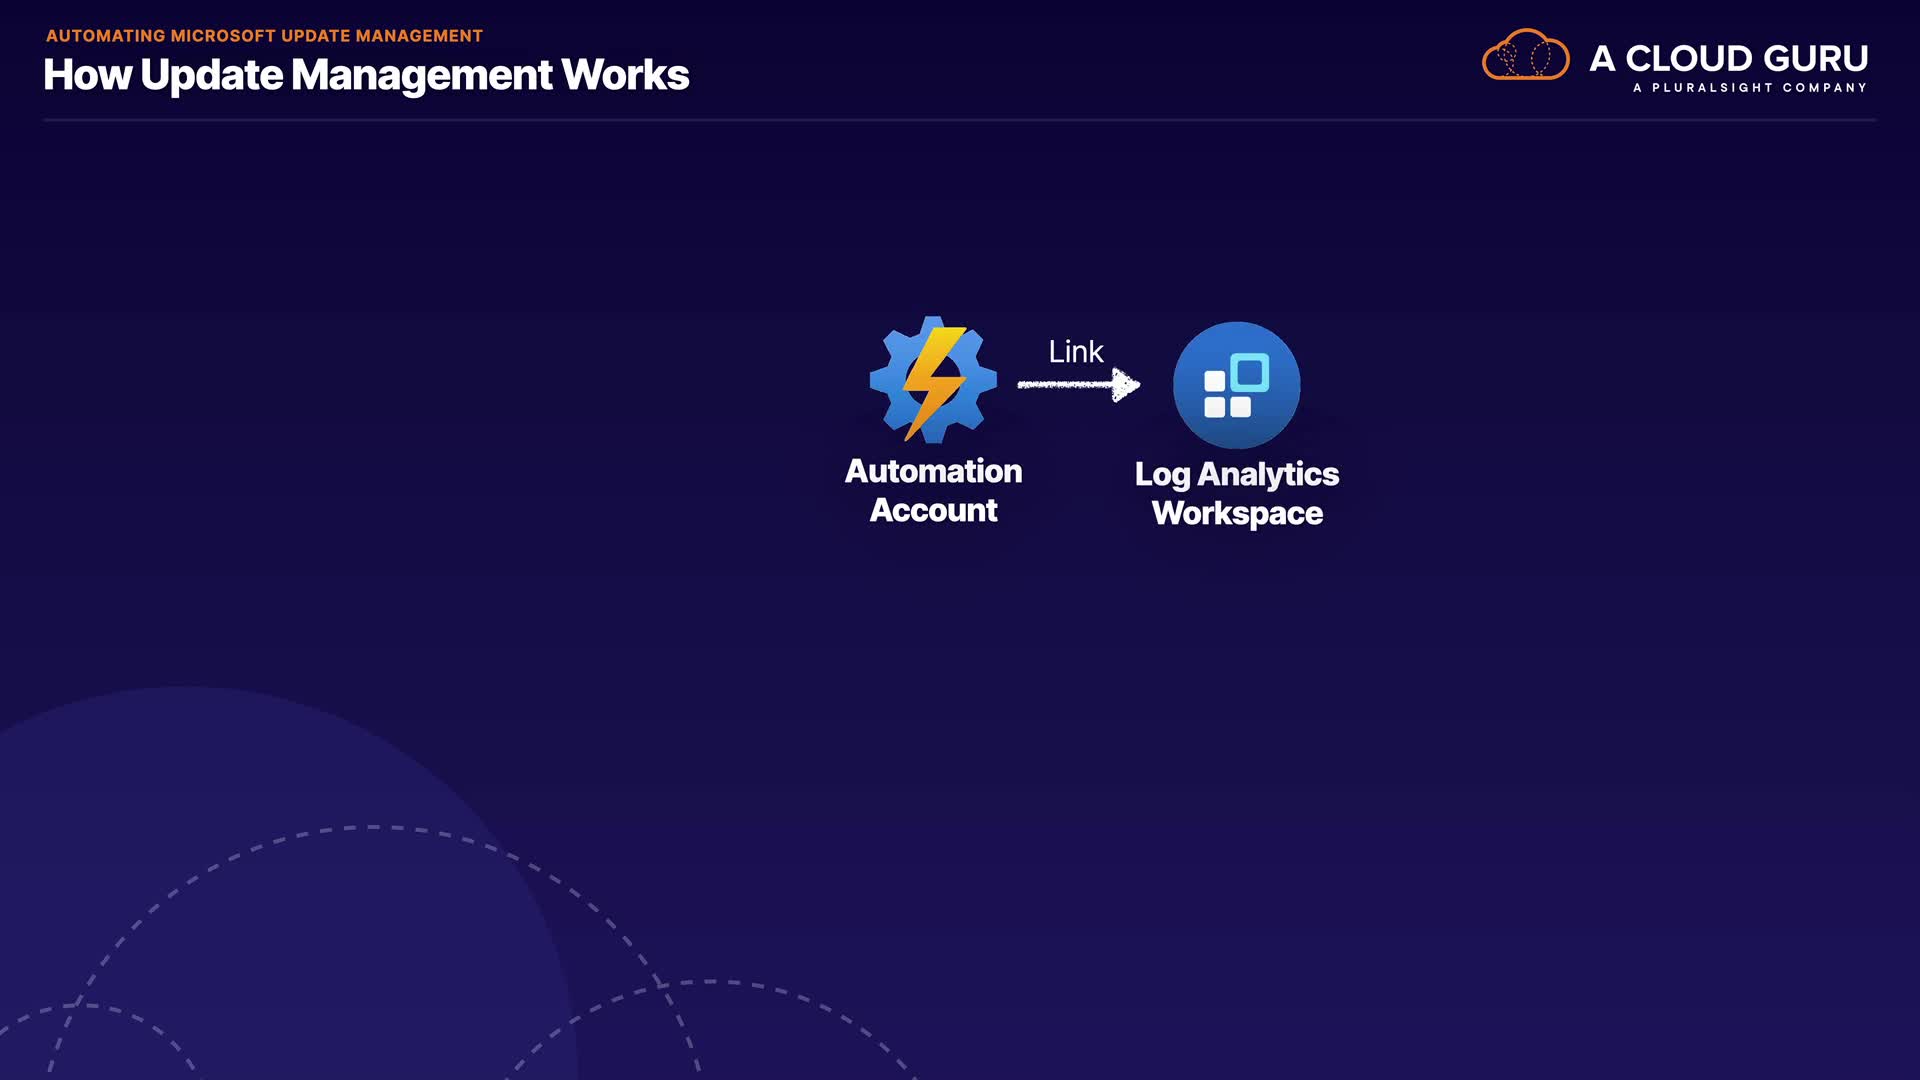 AUTOMATING MICROSOFT UPDATE MANAGEMENT
How Update Management Works
A CLOUD GURU
A PLURALSIGHT COMPANY
Link
Automation
Account
Log Analytics
Workspace